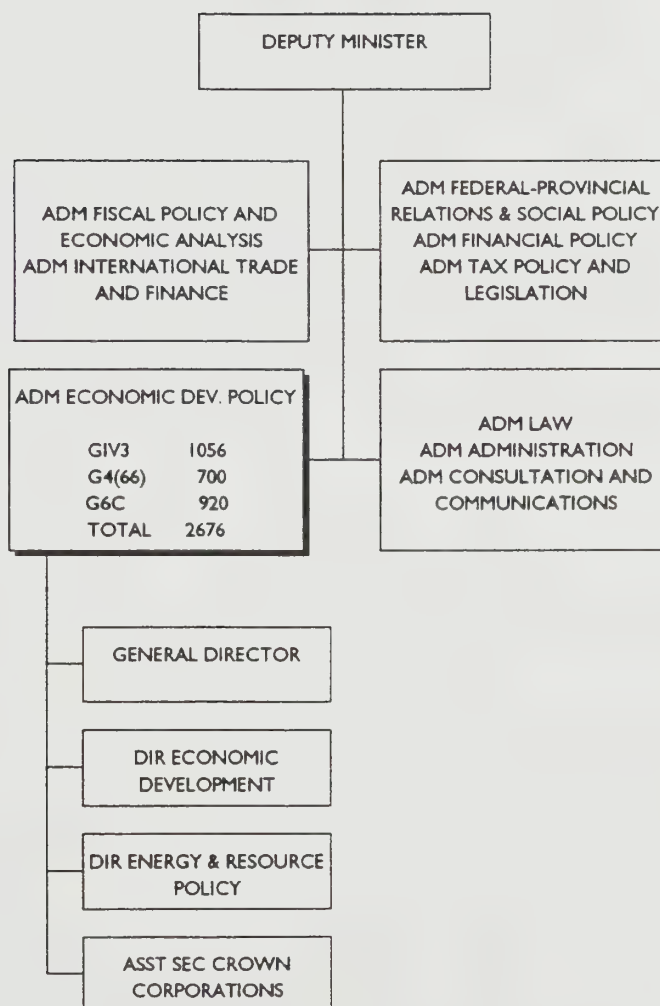 DEPUTY MINISTER
ADM FISCAL POLICY AND
ECONOMIC ANALYSIS
ADM INTERNATIONAL TRADE
AND FINANCE
ADM FEDERAL-PROVINCIAL
RELATIONS & SOCIAL POLICY
ADM FINANCIAL POLICY
ADM TAX POLICY AND
LEGISLATION
ADM ECONOMIC DEV. POLICY
GIV3 1056
G4(66) 700
G6C 920
TOTAL 2676
ADM LAW
ADM ADMINISTRATION
ADM CONSULTATION AND
COMMUNICATIONS
GENERAL DIRECTOR
DIR ECONOMIC
DEVELOPMENT
DIR ENERGY & RESOURCE
POLICY
ASST SEC CROWN
CORPORATIONS